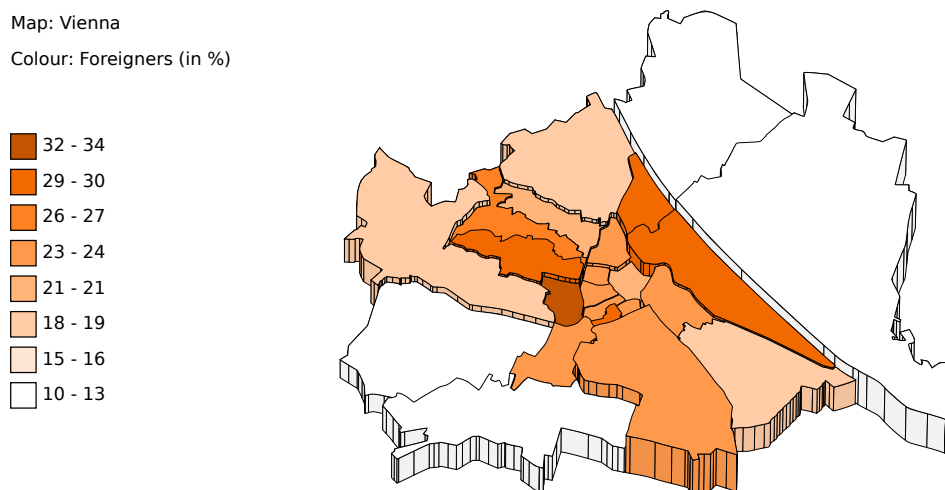 Map: Vienna
Colour: Foreigners (in %)
32 - 34
29 - 30
26 - 27
23 - 24
21 - 21
18 - 19
15 - 16
10 - 13